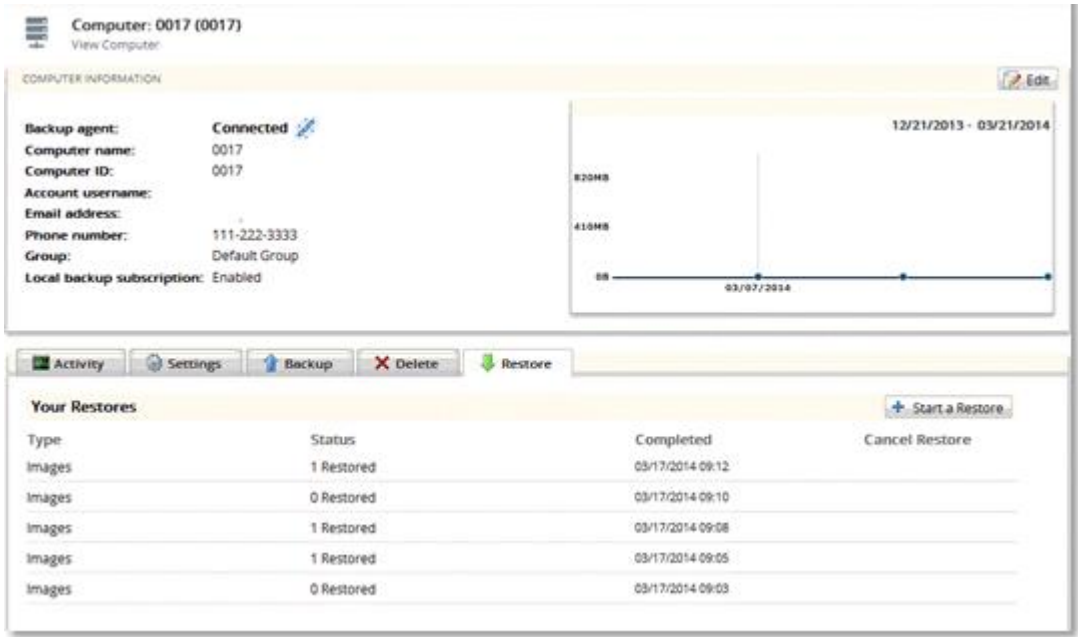 Computer: 0017 (0017)
View Computer
COMPUTER INFORMATION
Edit
Backup agent: Connected
Computer name: 0017
Computer ID: 0017
Account username:
Email address:
Phone number: 111-222-3333
Group: Default Group
Local backup subscription: Enabled
12/21/2013 - 03/21/2014
820MB
410MB
0B
03/07/2014
Activity Settings Backup Delete Restore
Your Restores
Start a Restore
Type Status Completed Cancel Restore
Images 1 Restored 03/17/2014 09:12
Images 0 Restored 03/17/2014 09:10
Images 1 Restored 03/17/2014 09:08
Images 1 Restored 03/17/2014 09:05
Images 0 Restored 03/17/2014 09:03